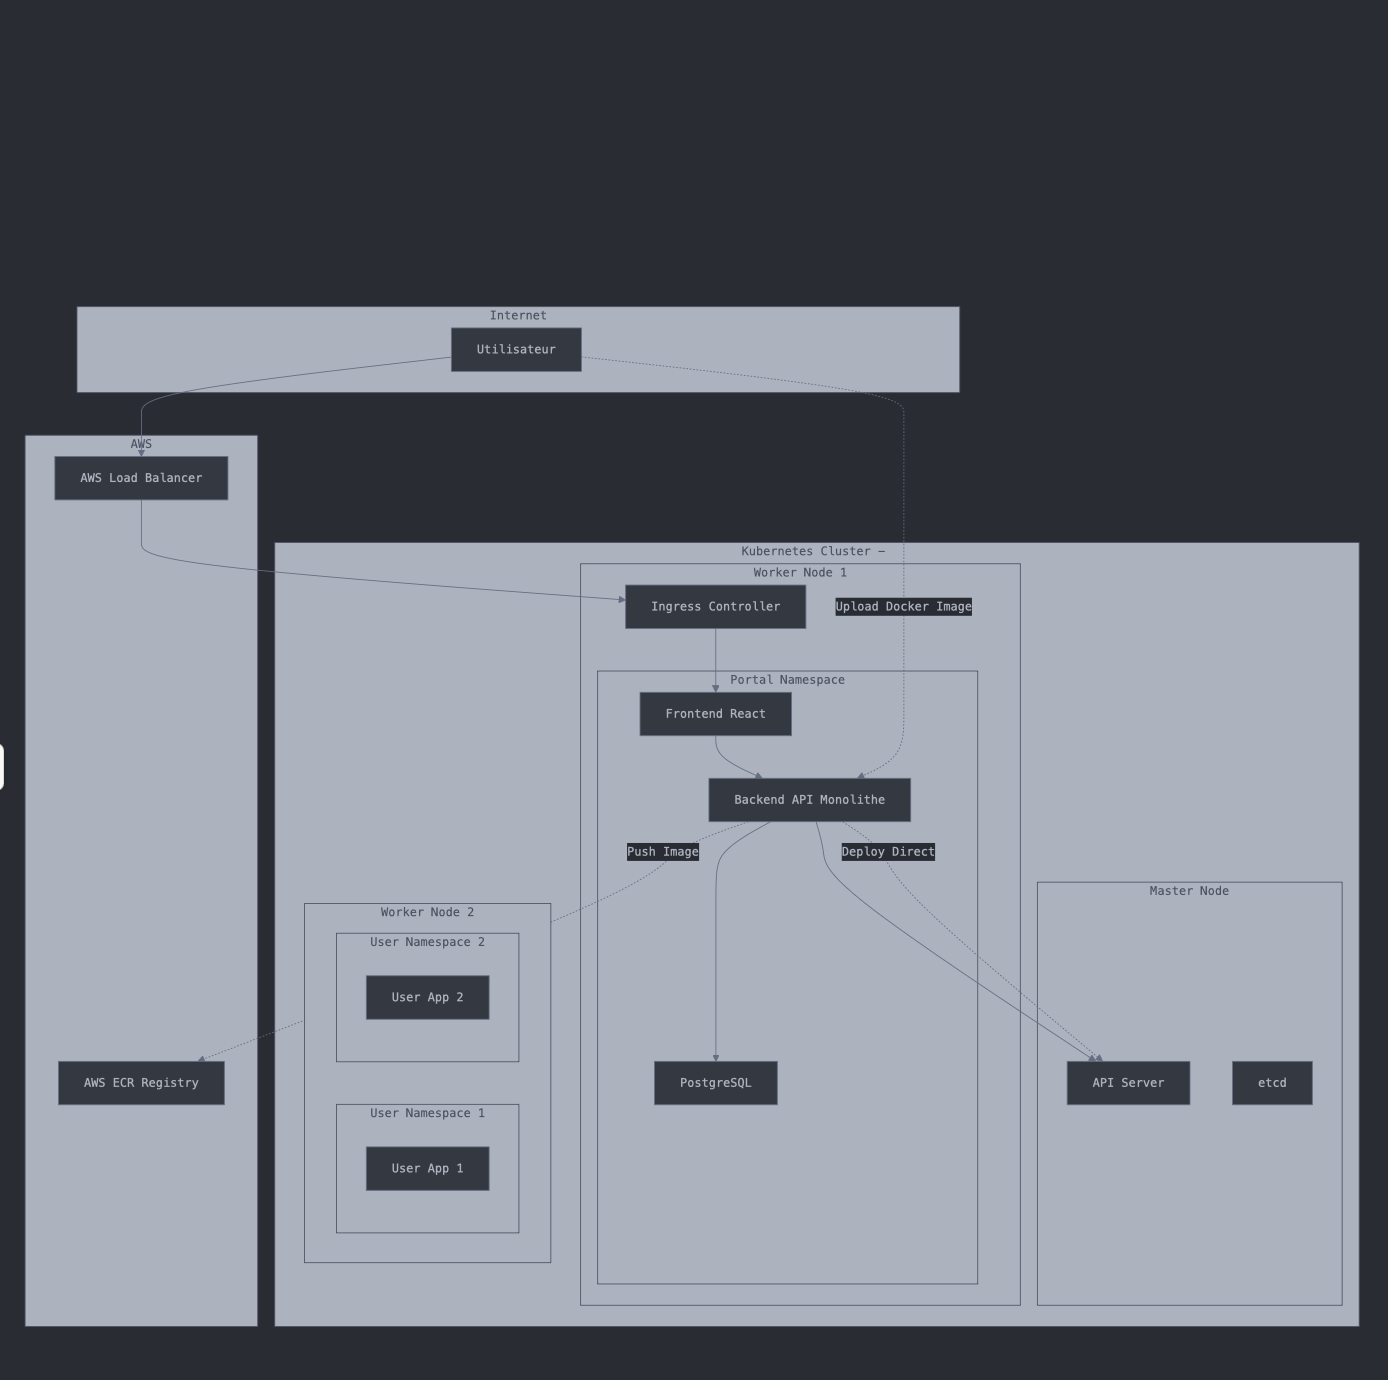 Internet
Utilisateur
AWS
AWS Load Balancer
Kubernetes Cluster –
Worker Node 1
Ingress Controller
Upload Docker Image
Portal Namespace
Frontend React
Backend API Monolithe
Push Image
Deploy Direct
Master Node
Worker Node 2
User Namespace 2
User App 2
AWS ECR Registry
PostgreSQL
API Server
etcd
User Namespace 1
User App 1